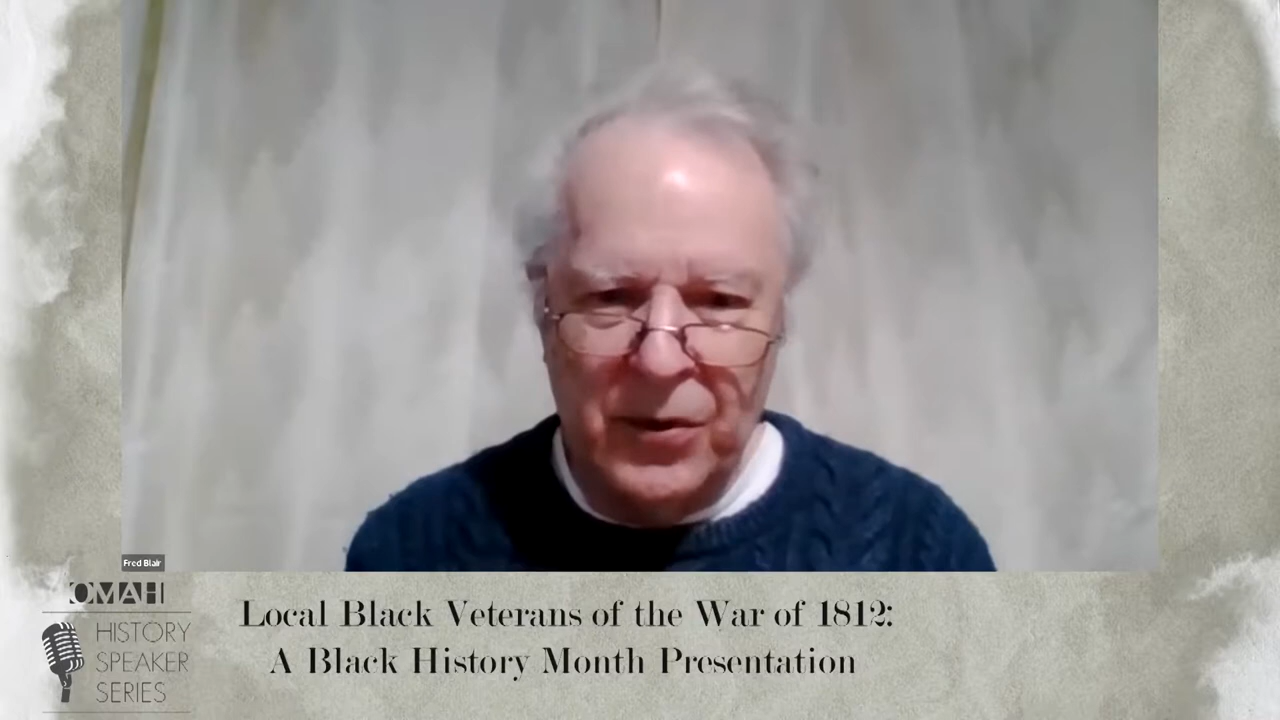 Fred Blair
OMAH
HISTORY
SPEAKER
SERIES
Local Black Veterans of the War of 1812:
A Black History Month Presentation